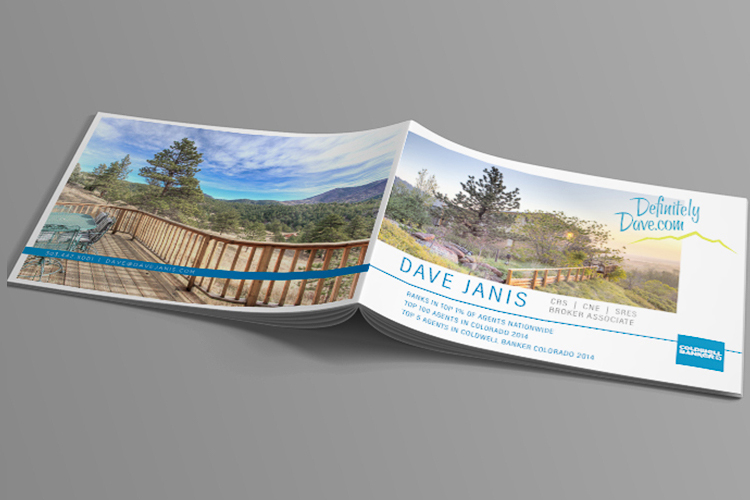 DAVE@DAVEJANIS.COM
Definitely
Dave.com
DAVE JANIS
CRS | CNE | SRES
BROKER ASSOCIATE
RANKS IN TOP 1% OF AGENTS NATIONWIDE
TOP 100 AGENTS IN COLORADO 2014
TOP 5 AGENTS IN COLDWELL BANKER COLORADO 2014
COLDWELL
BANKER